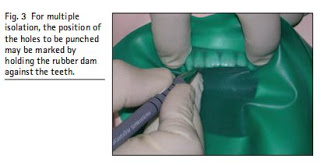 Fig. 3  For multiple
isolation, the position of
the holes to be punched
may be marked by
holding the rubber dam
against the teeth.